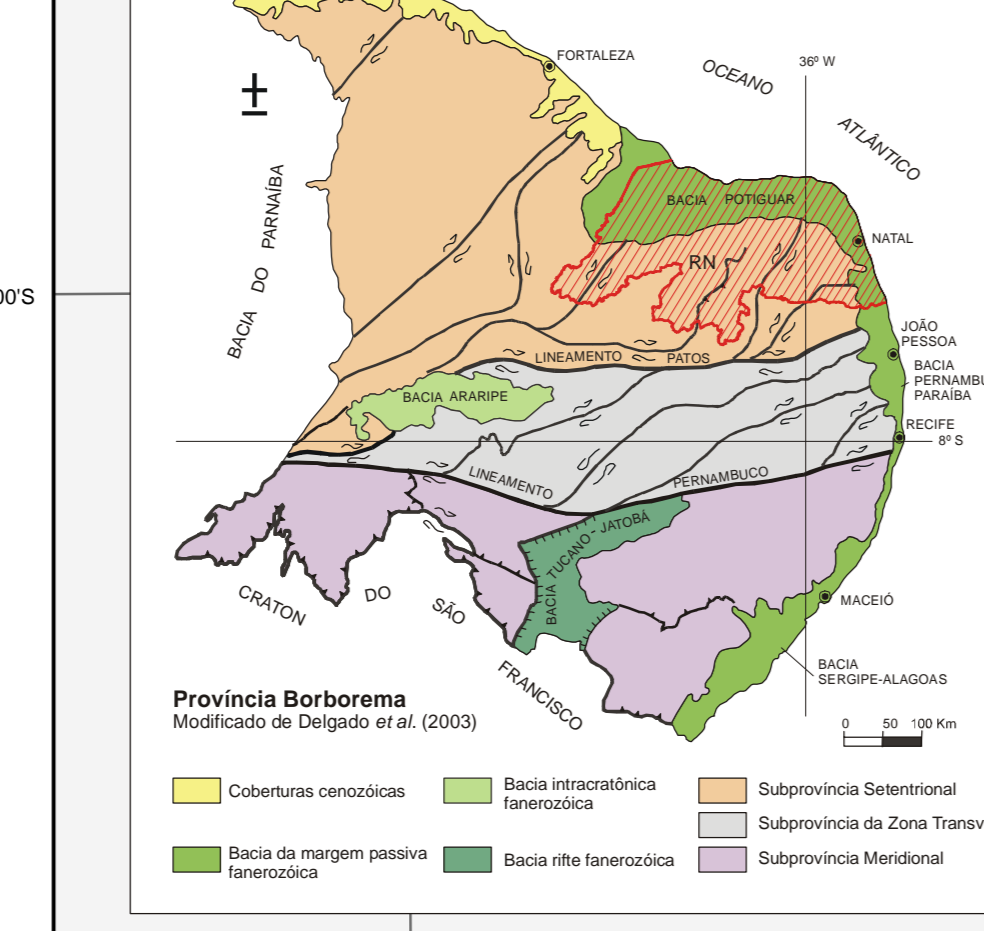 FORTALEZA
OCEANO
ATLÂNTICO
36º W
±
BACIA DO PARNAÍBA
BACIA POTIGUAR
NATAL
RN
00'S
JOÃO
PESSOA
LINEAMENTO PATOS
BACIA
PERNAMBU
PARAÍBA
BACIA ARARIPE
RECIFE
8º S
LINEAMENTO PERNAMBUCO
BACIA TUCANO - JATOBÁ
CRATON DO SÃO FRANCISCO
MACEIÓ
BACIA
SERGIPE-ALAGOAS
Província Borborema
Modificado de Delgado et al. (2003)
0 50 100 Km
Coberturas cenozóicas
Bacia da margem passiva
fanerozóica
Bacia intracratônica
fanerozóica
Bacia rifte fanerozóica
Subprovíncia Setentrional
Subprovíncia da Zona Transv
Subprovíncia Meridional